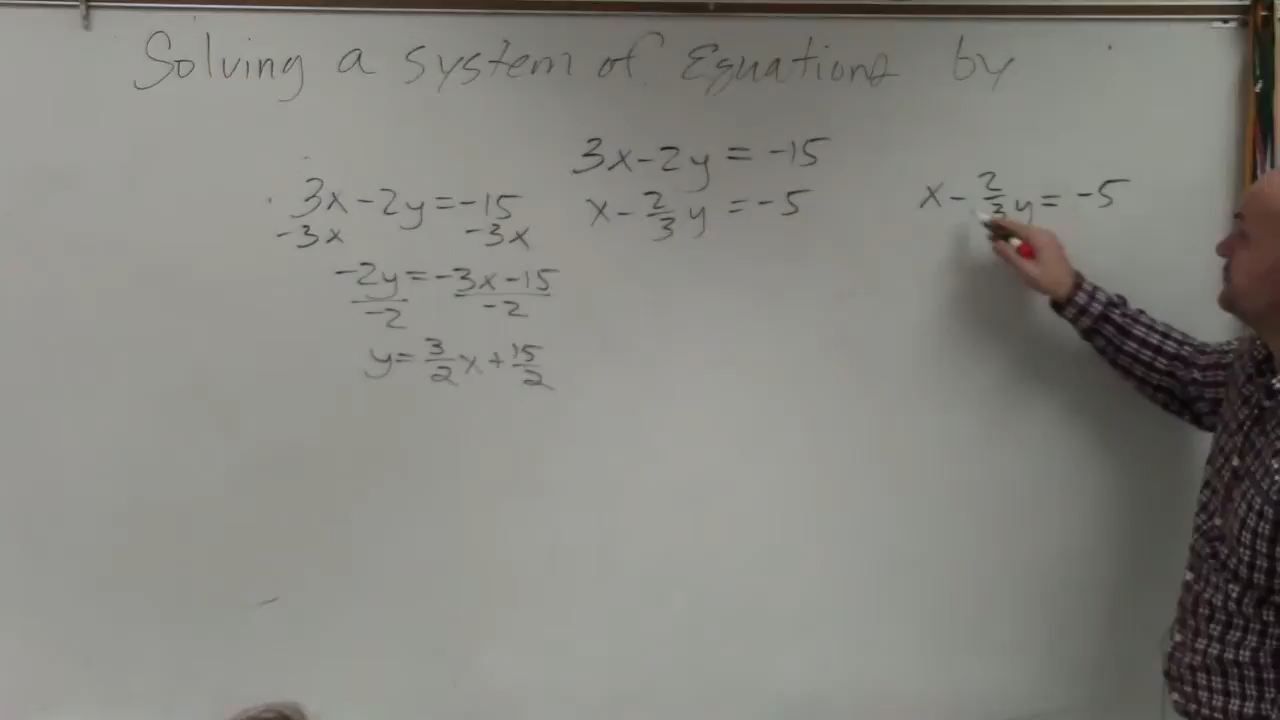 Solving a system of Equations by
3x-2y = -15
x - 2/3 y = -5
3x-2y=-15
-3x -3x
-2y = -3x-15
-2 -2
y = 3/2 x + 15/2
x - 2/3 y = -5